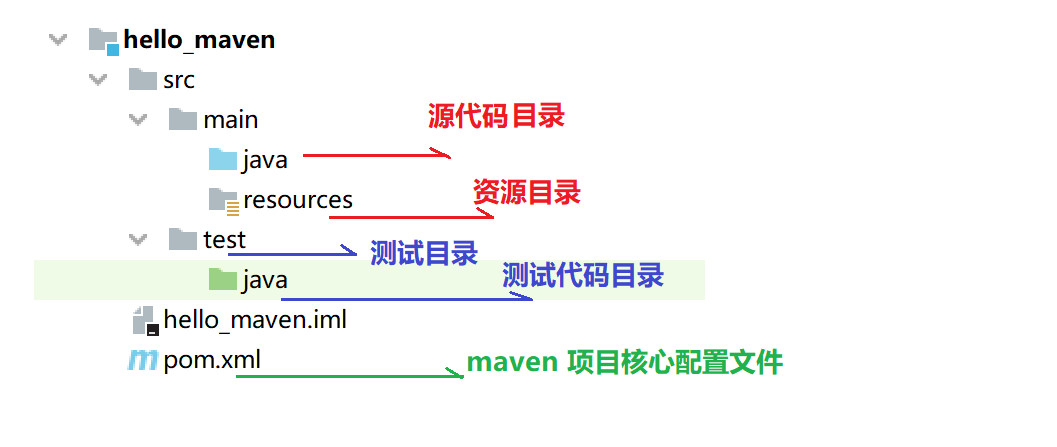 hello_maven
src
main
源代码目录
java
resources
资源目录
test
测试目录
java
测试代码目录
hello_maven.iml
pom.xml
maven 项目核心配置文件